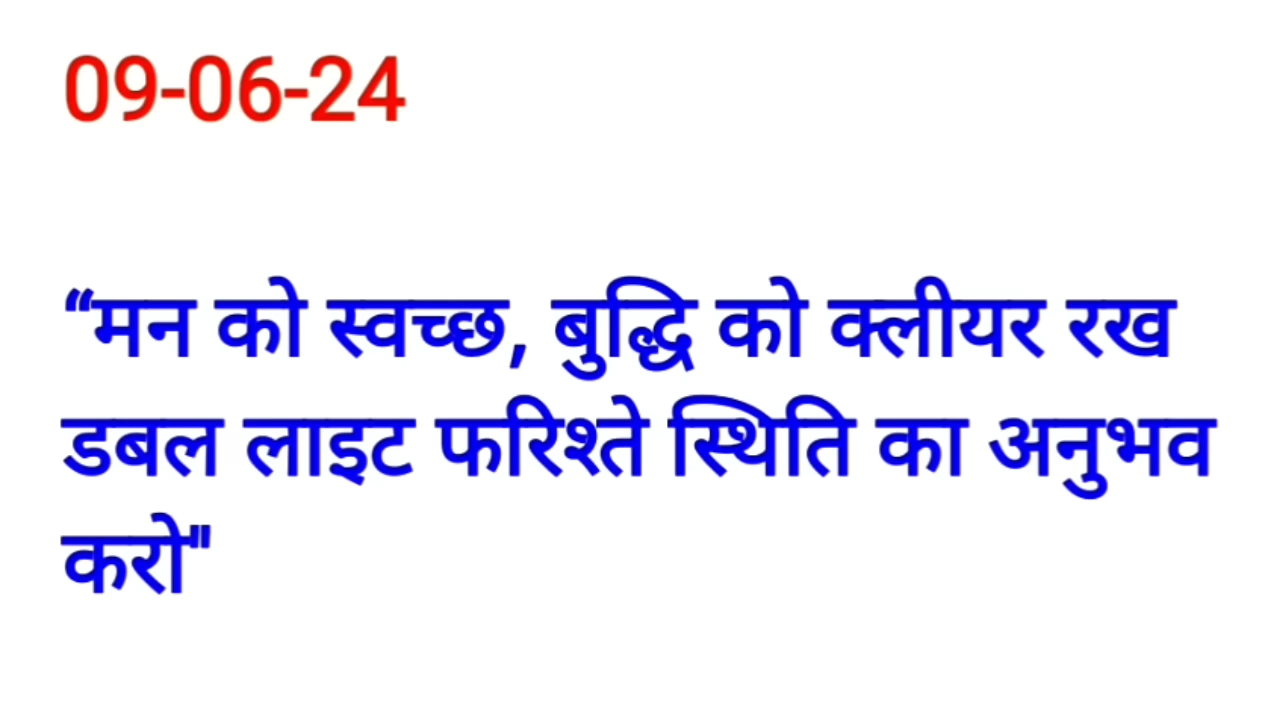 09-06-24
“मन को स्वच्छ, बुद्धि को क्लीयर रख
डबल लाइट फरिश्ते स्थिति का अनुभव
करो"